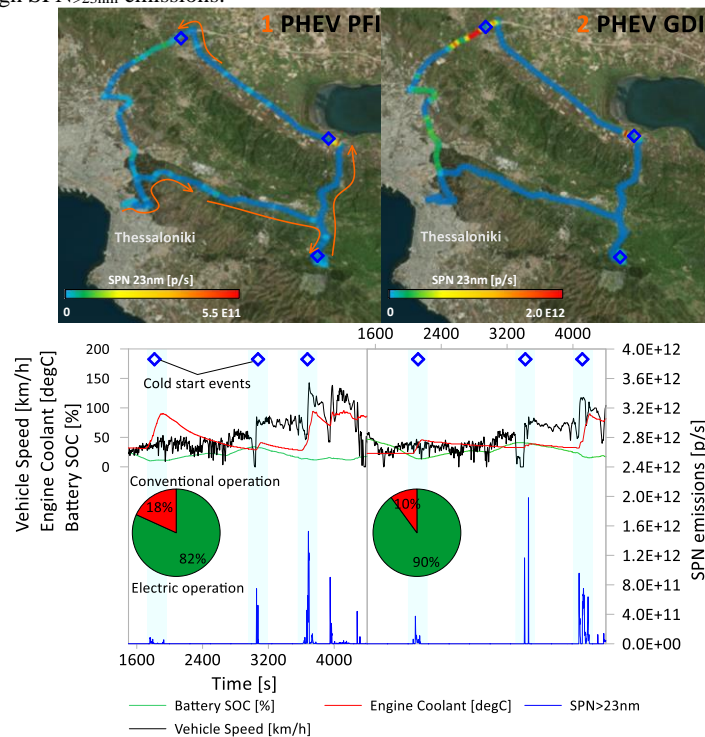 SPN>23nm emissions.
1 PHEV PFI
2 PHEV GDI
Thessaloniki
Thessaloniki
SPN 23nm [p/s]
0
5.5 E11
SPN 23nm [p/s]
0
2.0 E12
1600
2400
3200
4000
Vehicle Speed [km/h]
Engine Coolant [degC]
Battery SOC [%]
200
150
100
50
0
Cold start events
4.0E+12
3.6E+12
3.2E+12
2.8E+12
2.4E+12
2.0E+12
1.6E+12
1.2E+12
8.0E+11
4.0E+11
0.0E+00
SPN emissions [p/s]
Conventional operation
18%
82%
Electric operation
10%
90%
1600
2400
3200
4000
Time [s]
Battery SOC [%]
Engine Coolant [degC]
SPN>23nm
Vehicle Speed [km/h]